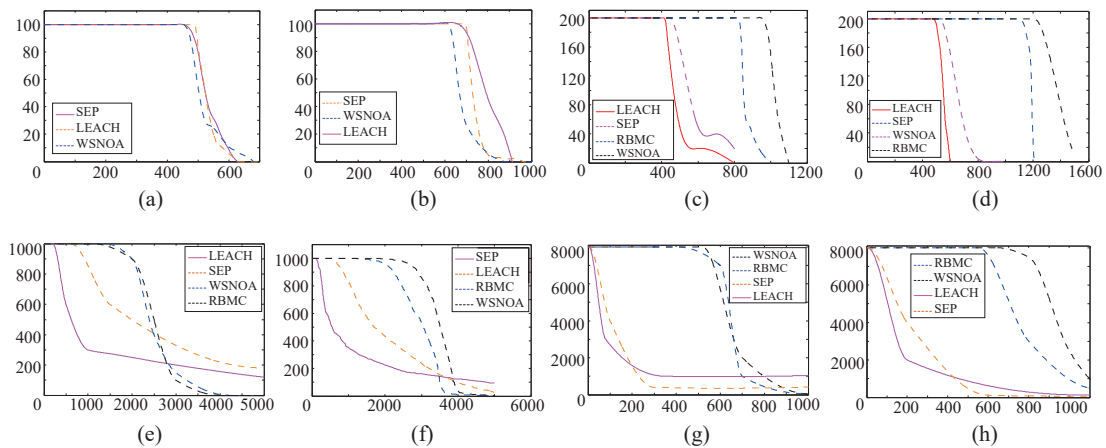 100
80
60
40
20
SEP
LEACH
WSNOA
0 200 400 600
(a)
100
80
60
40
20
SEP
WSNOA
LEACH
0 200 400 600 800 1000
(b)
200
160
120
80
40
LEACH
SEP
RBMC
WSNOA
0 400 800 1200
(c)
200
160
120
80
40
LEACH
SEP
WSNOA
RBMC
0 400 800 1200 1600
(d)
1000
800
600
400
200
LEACH
SEP
WSNOA
RBMC
0 1000 2000 3000 4000 5000
(e)
1000
800
600
400
200
SEP
LEACH
RBMC
WSNOA
0 2000 4000 6000
(f)
8000
6000
4000
2000
WSNOA
RBMC
SEP
LEACH
0 200 400 600 800 1000
(g)
8000
6000
4000
2000
RBMC
WSNOA
LEACH
SEP
0 200 400 600 800 1000
(h)